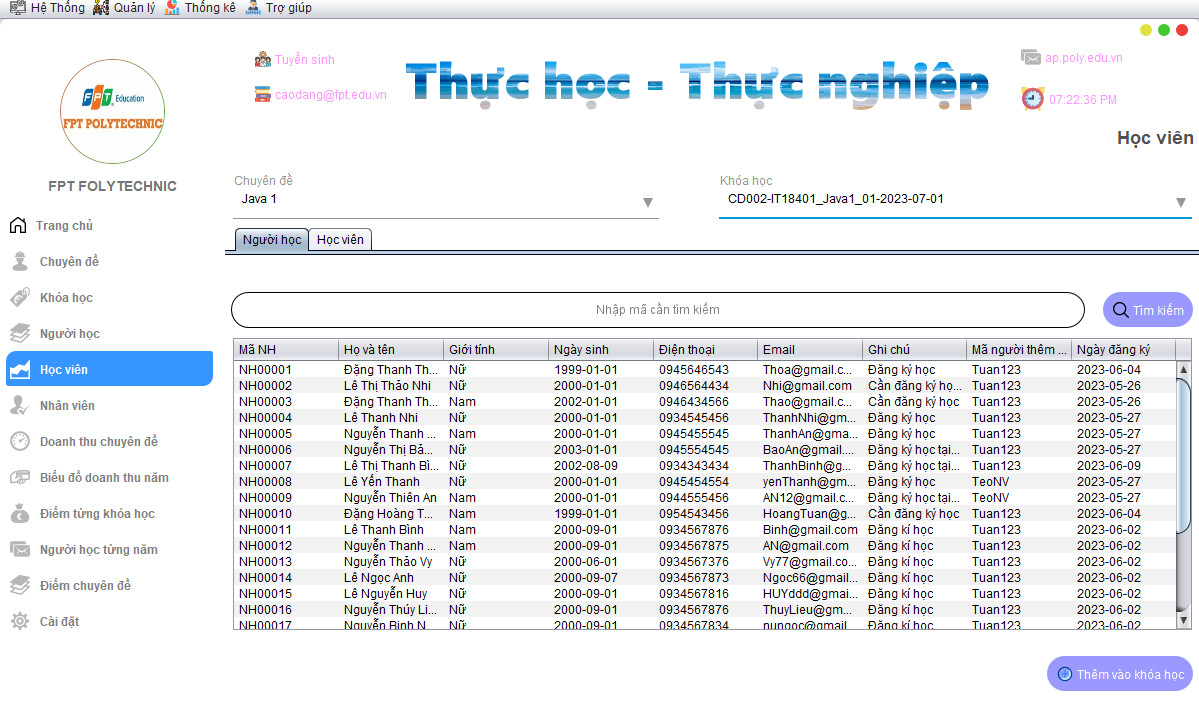 Hệ Thống Quản lý Thống kê Trợ giúp
Tuyển sinh
caodang@fpt.edu.vn
Thực học - Thực nghiệp
ap.poly.edu.vn
07:22:36 PM
FPT Education
FPT POLYTECHNIC
FPT FOLYTECHNIC
Học viên
Trang chủ
Chuyên đề
Khóa học
Người học
Học viên
Nhân viên
Doanh thu chuyên đề
Biểu đồ doanh thu năm
Điểm từng khóa học
Người học từng năm
Điểm chuyên đề
Cài đặt
Chuyên đề
Java 1
Khóa học
CD002-IT18401_Java1_01-2023-07-01
Người học Học viên
Nhập mã cần tìm kiếm
Tìm kiếm
Mã NH Họ và tên Giới tính Ngày sinh Điện thoại Email Ghi chú Mã người thêm ... Ngày đăng ký
NH00001 Đặng Thanh Th... Nữ 1999-01-01 0945646543 Thoa@gmail.c... Đăng ký học Tuan123 2023-06-04
NH00002 Lê Thị Thảo Nhi Nữ 2000-01-01 0946564434 Nhi@gmail.com Cần đăng ký họ... Tuan123 2023-05-26
NH00003 Đặng Thanh Th... Nam 2002-01-01 0946434566 Thao@gmail.c... Cần đăng ký học Tuan123 2023-05-26
NH00004 Lê Thanh Nhi Nữ 2000-01-01 0934545456 ThanhNhi@gm... Đăng ký học Tuan123 2023-05-27
NH00005 Nguyễn Thanh ... Nam 2000-01-01 0945455545 ThanhAn@gma... Đăng ký học Tuan123 2023-05-27
NH00006 Nguyễn Thị Bả... Nữ 2003-01-01 0945554545 BaoAn@gmail.... Đăng ký học tại... Tuan123 2023-05-27
NH00007 Lê Thị Thanh Bì... Nữ 2002-08-09 0934343434 ThanhBinh@g... Đăng ký học tại... Tuan123 2023-06-09
NH00008 Lê Yến Thanh Nữ 2000-01-01 0945454554 yenThanh@gm... Đăng ký học TeoNV 2023-05-27
NH00009 Nguyễn Thiên An Nam 2000-01-01 0944555456 AN12@gmail.c... Đăng ký học tại... TeoNV 2023-05-27
NH00010 Đặng Hoàng T... Nam 1999-01-01 0954543456 HoangTuan@g... Cần đăng ký học Tuan123 2023-06-04
NH00011 Lê Thanh Bình Nam 2000-09-01 0934567876 Binh@gmail.com Đăng kí học Tuan123 2023-06-02
NH00012 Nguyễn Thanh ... Nam 2000-09-01 0934567875 AN@gmail.com Đăng kí học Tuan123 2023-06-02
NH00013 Nguyễn Thảo Vy Nữ 2000-06-01 0934567376 Vy77@gmail.co... Đăng kí học Tuan123 2023-06-02
NH00014 Lê Ngọc Anh Nữ 2000-09-07 0934567873 Ngoc66@gmail... Đăng kí học Tuan123 2023-06-02
NH00015 Lê Nguyễn Huy Nữ 2000-09-01 0934567816 HUYddd@gmai... Đăng kí học Tuan123 2023-06-02
NH00016 Nguyễn Thúy Li... Nữ 2000-09-01 0934567876 ThuyLieu@gm... Đăng kí học Tuan123 2023-06-02
NH00017 Nguyễn Bình N... Nữ 2000-09-01 0934567834 nungoc@gmail... Đăng kí học Tuan123 2023-06-02
Thêm vào khóa học